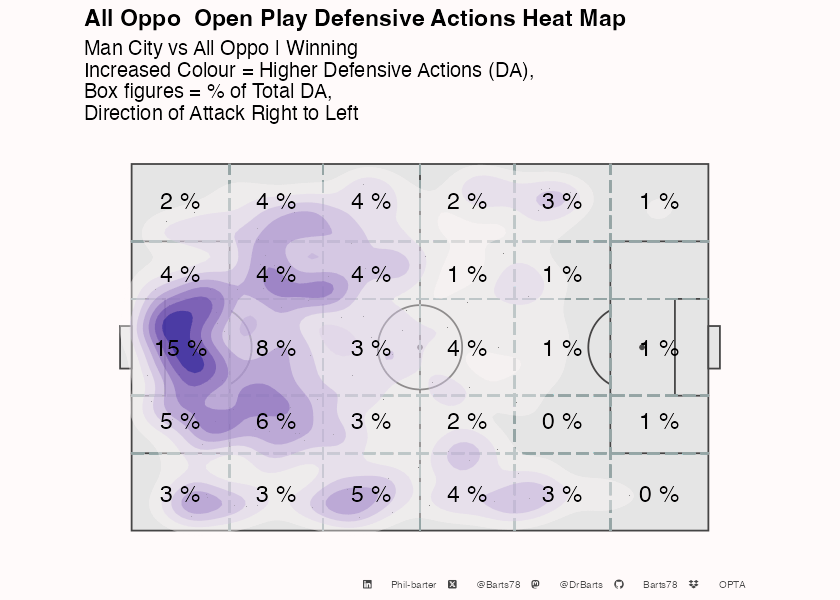 All Oppo  Open Play Defensive Actions Heat Map
Man City vs All Oppo | Winning
Increased Colour = Higher Defensive Actions (DA),
Box figures = % of Total DA,
Direction of Attack Right to Left
2 % 4 % 4 % 2 % 3 % 1 %
4 % 4 % 4 % 1 % 1 %
15 % 8 % 3 % 4 % 1 % 1 %
5 % 6 % 3 % 2 % 0 % 1 %
3 % 3 % 5 % 4 % 3 % 0 %
Phil-barter @Barts78 @DrBarts Barts78 OPTA